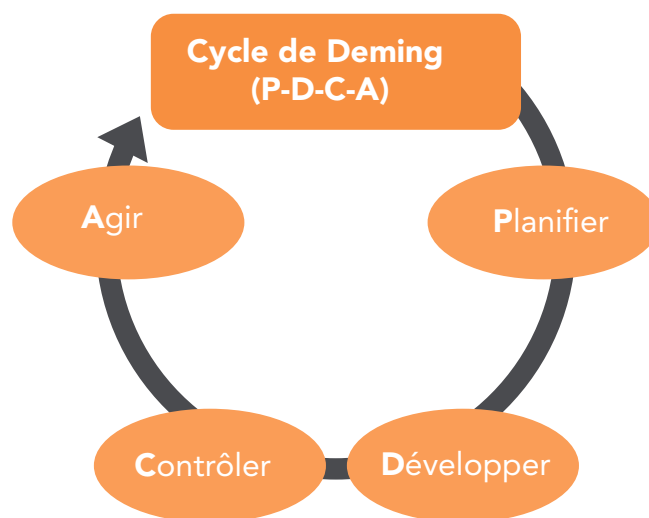 Cycle de Deming
(P-D-C-A)
Agir
Planifier
Contrôler
Développer